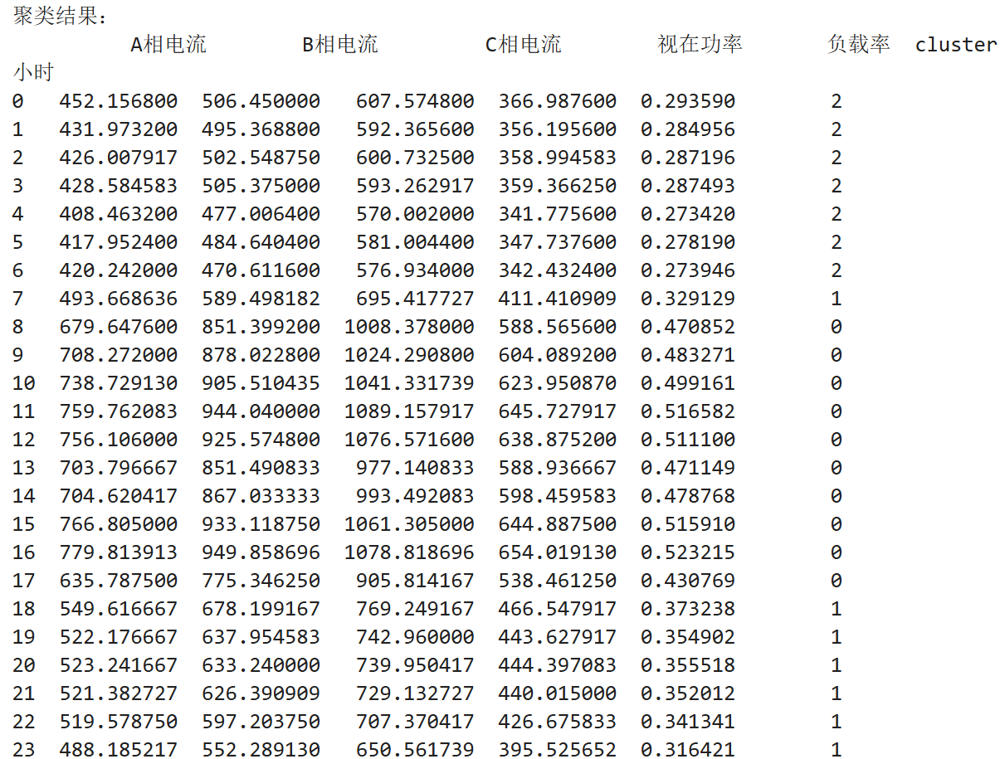 聚类结果：
A相电流 B相电流 C相电流 视在功率 负载率 cluster
小时
0 452.156800 506.450000 607.574800 366.987600 0.293590 2
1 431.973200 495.368800 592.365600 356.195600 0.284956 2
2 426.007917 502.548750 600.732500 358.994583 0.287196 2
3 428.584583 505.375000 593.262917 359.366250 0.287493 2
4 408.463200 477.006400 570.002000 341.775600 0.273420 2
5 417.952400 484.640400 581.004400 347.737600 0.278190 2
6 420.242000 470.611600 576.934000 342.432400 0.273946 2
7 493.668636 589.498182 695.417727 411.410909 0.329129 1
8 679.647600 851.399200 1008.378000 588.565600 0.470852 0
9 708.272000 878.022800 1024.290800 604.089200 0.483271 0
10 738.729130 905.510435 1041.331739 623.950870 0.499161 0
11 759.762083 944.040000 1089.157917 645.727917 0.516582 0
12 756.106000 925.574800 1076.571600 638.875200 0.511100 0
13 703.796667 851.490833 977.140833 588.936667 0.471149 0
14 704.620417 867.033333 993.492083 598.459583 0.478768 0
15 766.805000 933.118750 1061.305000 644.887500 0.515910 0
16 779.813913 949.858696 1078.818696 654.019130 0.523215 0
17 635.787500 775.346250 905.814167 538.461250 0.430769 0
18 549.616667 678.199167 769.249167 466.547917 0.373238 1
19 522.176667 637.954583 742.960000 443.627917 0.354902 1
20 523.241667 633.240000 739.950417 444.397083 0.355518 1
21 521.382727 626.390909 729.132727 440.015000 0.352012 1
22 519.578750 597.203750 707.370417 426.675833 0.341341 1
23 488.185217 552.289130 650.561739 395.525652 0.316421 1